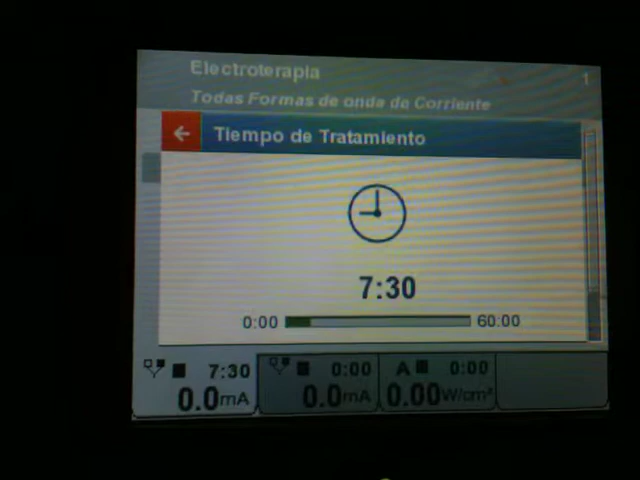 Electroterapia 1
Todas Formas de onda de Corriente
Tiempo de Tratamiento
7:30
0:00 60:00
7:30 0:00 A 0:00
0.0mA 0.0mA 0.00W/cm²